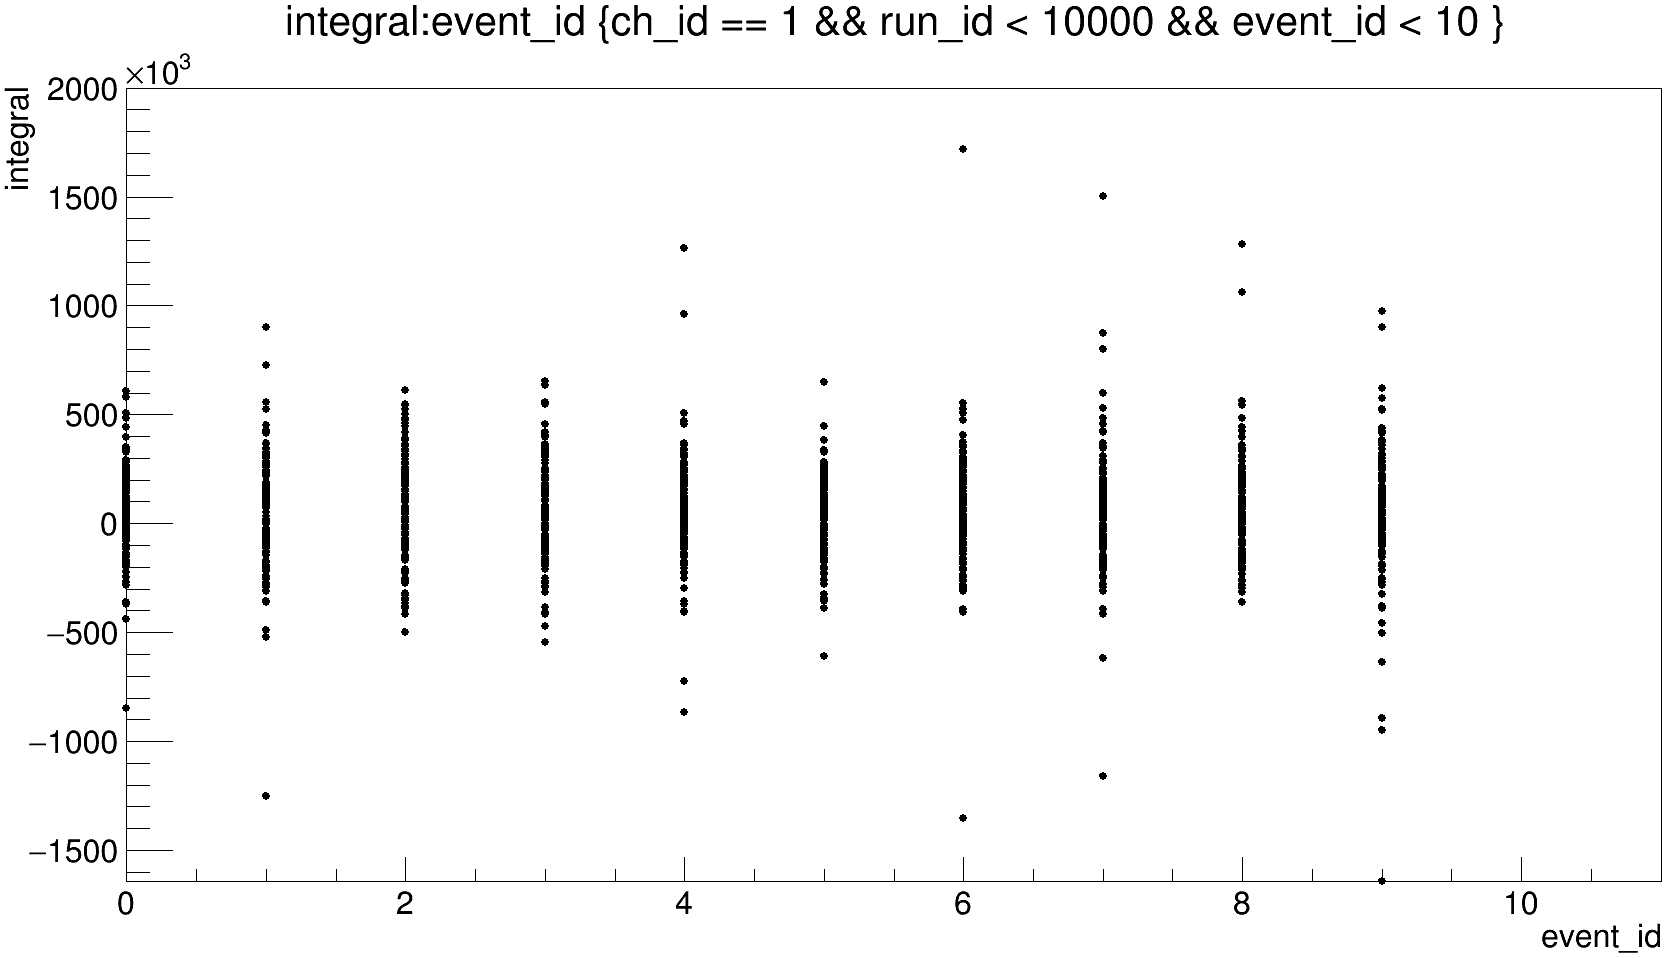 integral:event_id {ch_id == 1 && run_id < 10000 && event_id < 10 }
×10³
integral
2000
1500
1000
500
0
−500
−1000
−1500
0 2 4 6 8 10
event_id